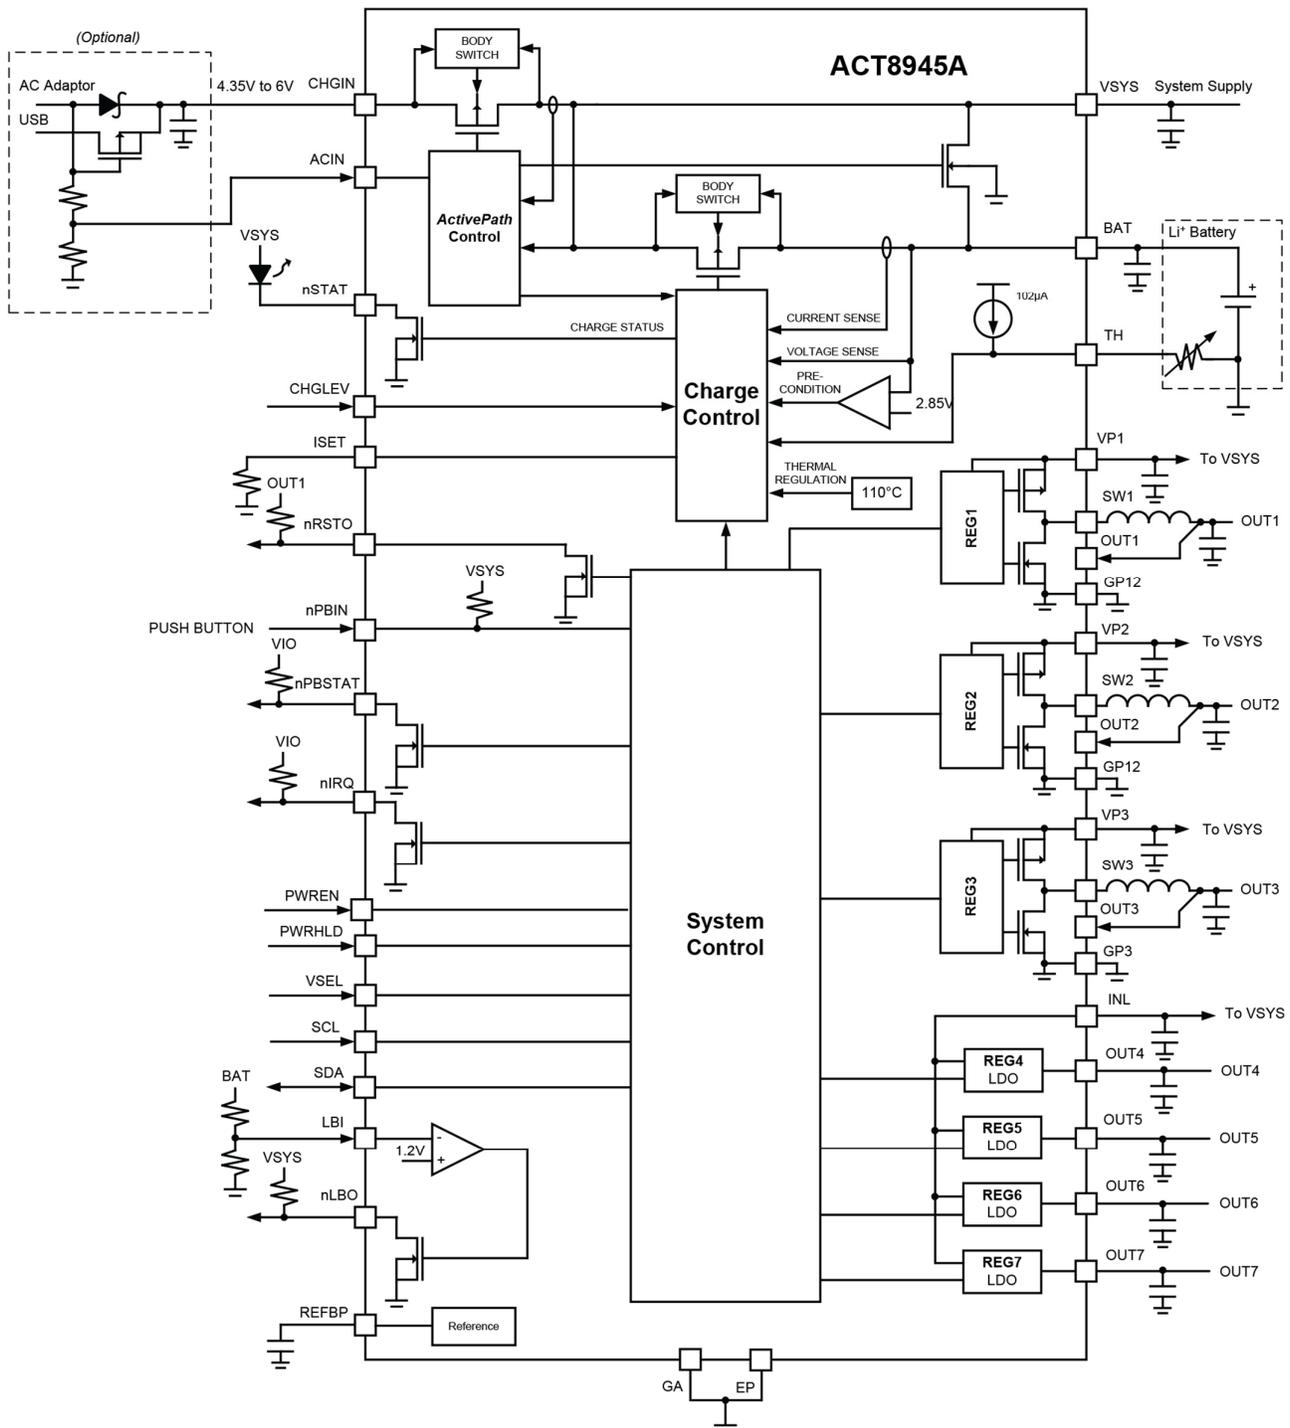 (Optional)
AC Adaptor
USB
4.35V to 6V
CHGIN
BODY
SWITCH
ACT8945A
VSYS System Supply
ACIN
ActivePath
Control
BODY
SWITCH
VSYS
nSTAT
BAT
Li+ Battery
+
102µA
TH
CHARGE STATUS
CURRENT SENSE
VOLTAGE SENSE
PRE-
CONDITION
2.85V
Charge
Control
CHGLEV
ISET
OUT1
nRSTO
THERMAL
REGULATION
110°C
VP1
To VSYS
REG1
SW1
OUT1
OUT1
GP12
VSYS
nPBIN
PUSH BUTTON
VIO
nPBSTAT
VP2
To VSYS
REG2
SW2
OUT2
OUT2
GP12
VIO
nIRQ
VP3
To VSYS
REG3
SW3
OUT3
OUT3
GP3
System
Control
PWREN
PWRHLD
VSEL
SCL
SDA
INL
To VSYS
REG4
LDO
OUT4
OUT4
REG5
LDO
OUT5
OUT5
REG6
LDO
OUT6
OUT6
REG7
LDO
OUT7
OUT7
BAT
LBI
1.2V
-
+
VSYS
nLBO
REFBP
Reference
GA
EP